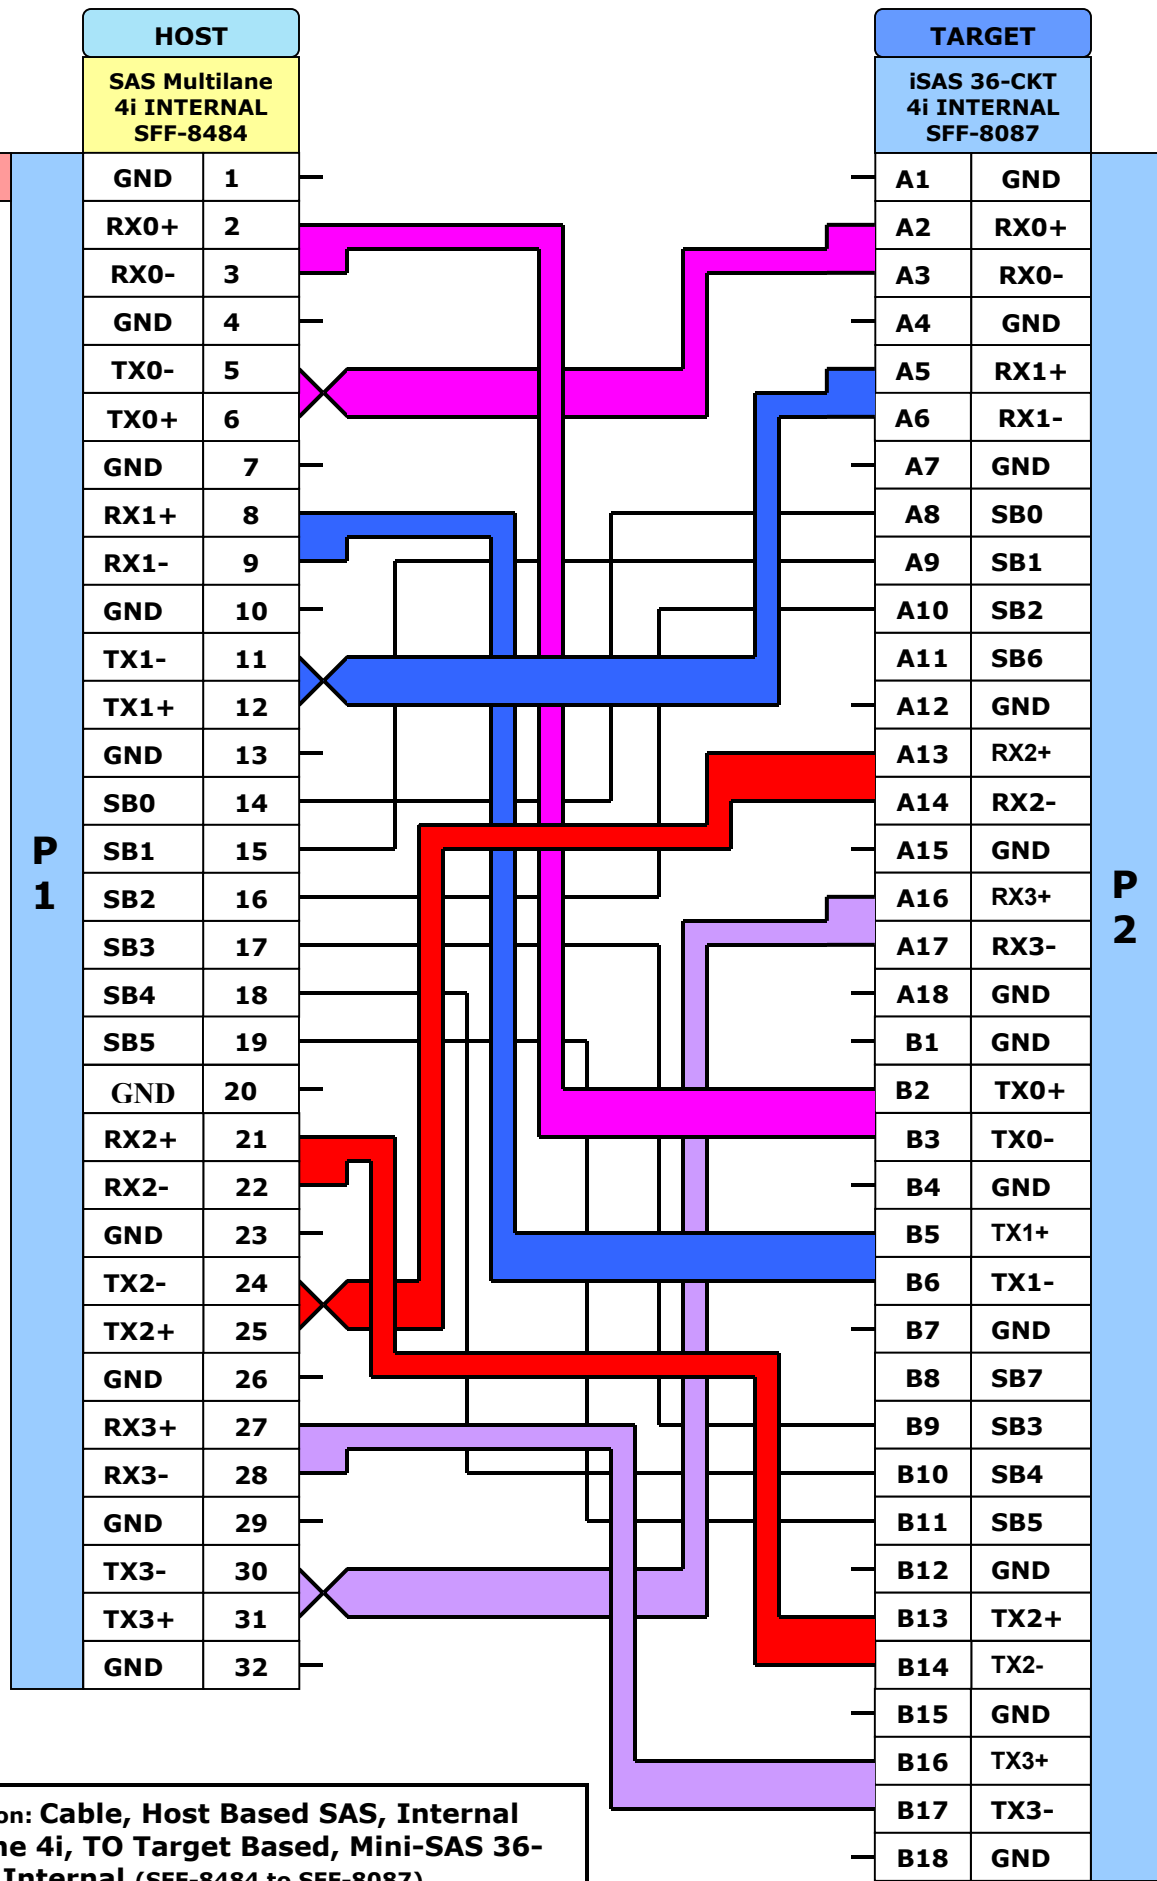 HOST
SAS Multilane
4i INTERNAL
SFF-8484
P
1
GND 1
RX0+ 2
RX0- 3
GND 4
TX0- 5
TX0+ 6
GND 7
RX1+ 8
RX1- 9
GND 10
TX1- 11
TX1+ 12
GND 13
SB0 14
SB1 15
SB2 16
SB3 17
SB4 18
SB5 19
GND 20
RX2+ 21
RX2- 22
GND 23
TX2- 24
TX2+ 25
GND 26
RX3+ 27
RX3- 28
GND 29
TX3- 30
TX3+ 31
GND 32
TARGET
iSAS 36-CKT
4i INTERNAL
SFF-8087
A1 GND
A2 RX0+
A3 RX0-
A4 GND
A5 RX1+
A6 RX1-
A7 GND
A8 SB0
A9 SB1
A10 SB2
A11 SB6
A12 GND
A13 RX2+
A14 RX2-
A15 GND
A16 RX3+
A17 RX3-
A18 GND
B1 GND
B2 TX0+
B3 TX0-
B4 GND
B5 TX1+
B6 TX1-
B7 GND
B8 SB7
B9 SB3
B10 SB4
B11 SB5
B12 GND
B13 TX2+
B14 TX2-
B15 GND
B16 TX3+
B17 TX3-
B18 GND
P
2
on: Cable, Host Based SAS, Internal
ne 4i, TO Target Based, Mini-SAS 36-
Internal (SFF-8484 to SFF-8087)